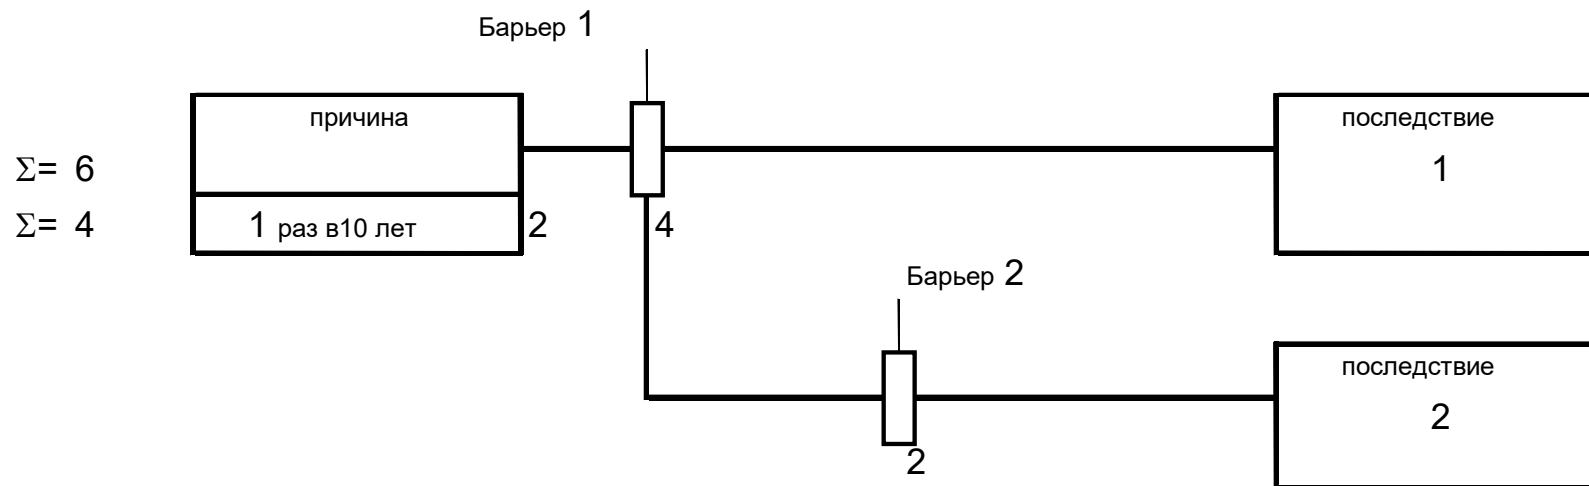 Барьер 1
причина
последствие
Σ= 6
1
Σ= 4
1 раз в10 лет
2
4
Барьер 2
последствие
2
2